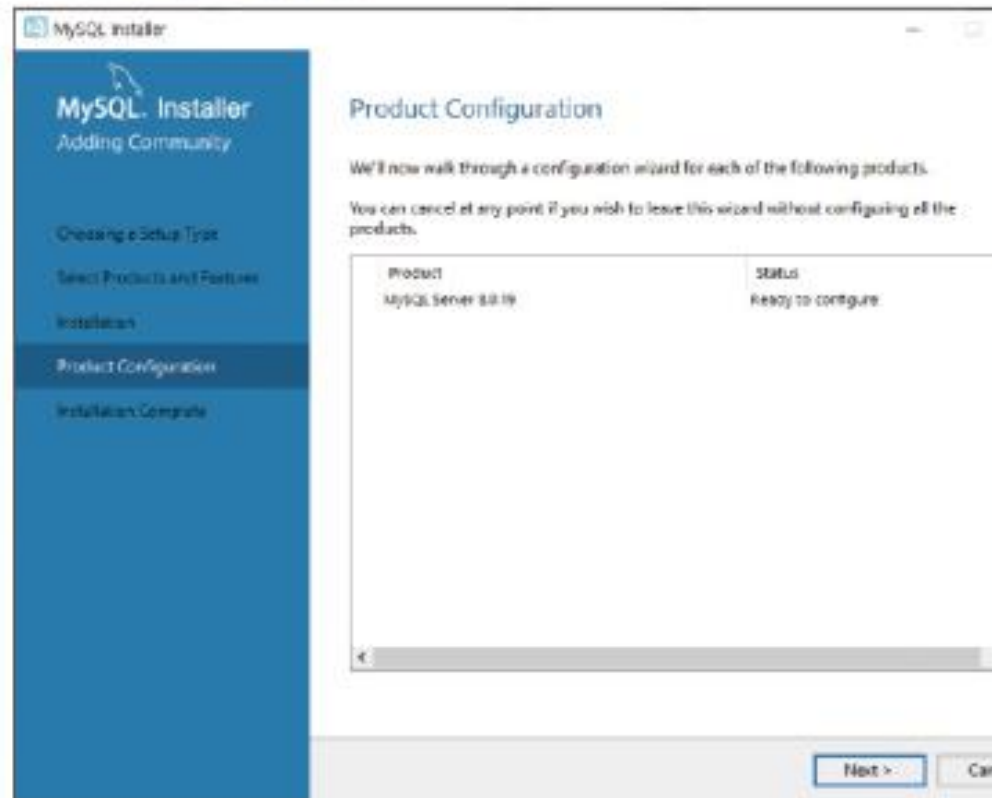 MySQL Installer
MySQL. Installer
Adding Community
Choosing a Setup Type
Select Products and Features
Installation
Product Configuration
Installation Complete
Product Configuration
We'll now walk through a configuration wizard for each of the following products.
You can cancel at any point if you wish to leave this wizard without configuring all the
products.
Product Status
MySQL Server 8.0.19 Ready to configure
Next > Can